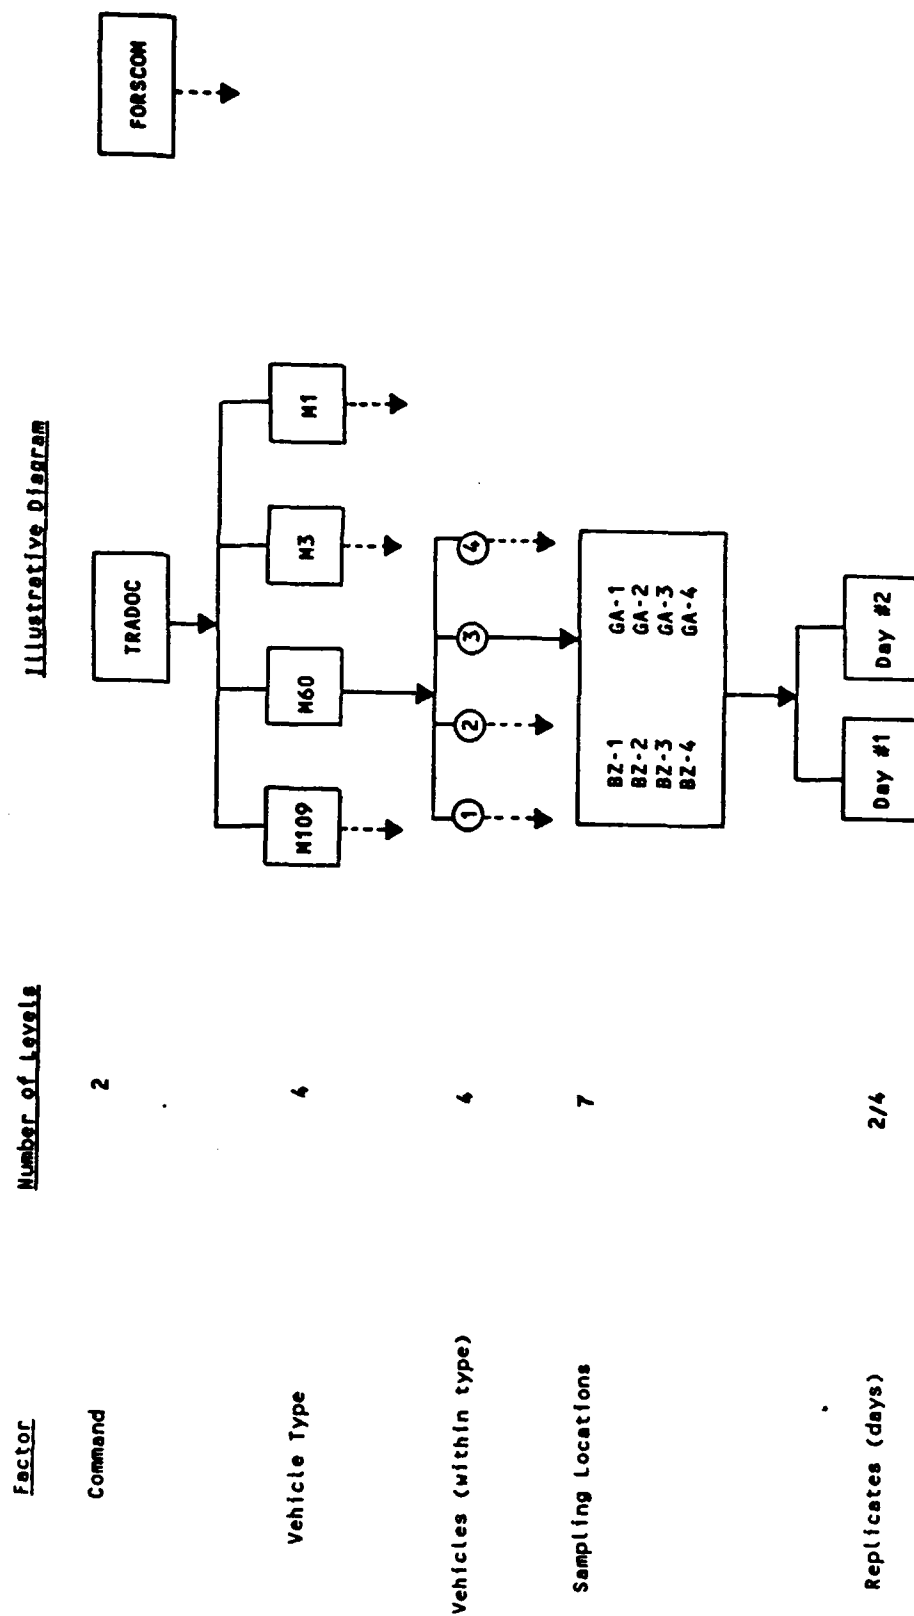 Factor Number of Levels Illustrative Diagram
Command 2 TRADOC FORSCOM
Vehicle Type 4 M109 M60 M3 M1
Vehicles (within type) 4 1 2 3 4
Sampling Locations 7
BZ-1 GA-1
BZ-2 GA-2
BZ-3 GA-3
BZ-4 GA-4
Replicates (days) 2/4 Day #1 Day #2